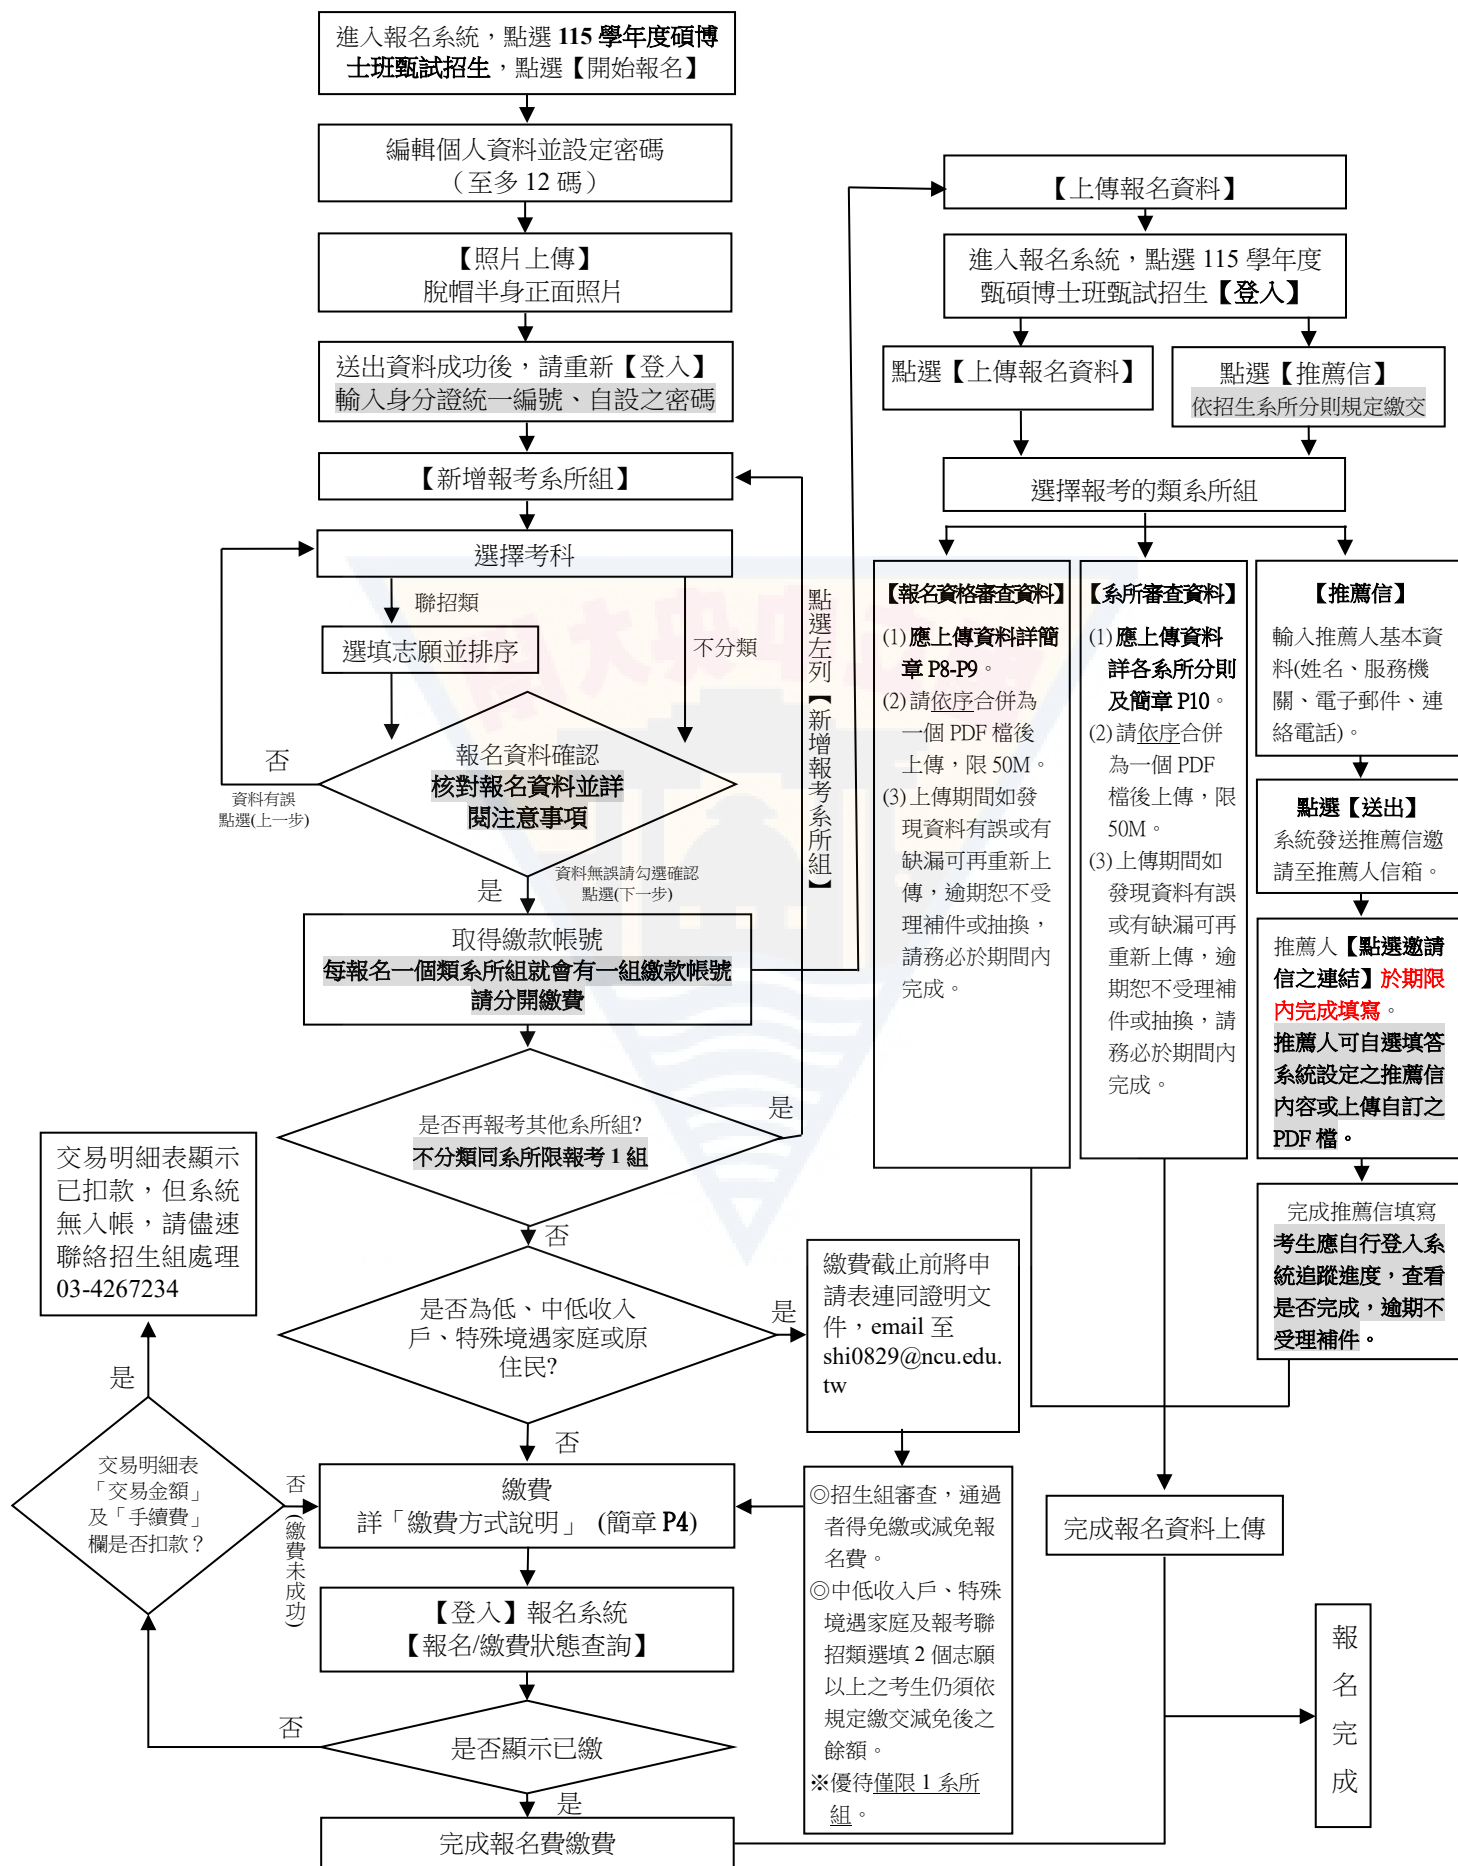 進入報名系統，點選 115 學年度碩博
士班甄試招生，點選【開始報名】
編輯個人資料並設定密碼
（至多 12 碼）
【照片上傳】
脫帽半身正面照片
送出資料成功後，請重新【登入】
輸入身分證統一編號、自設之密碼
【新增報考系所組】
選擇考科
聯招類
選填志願並排序
不分類
報名資料確認
核對報名資料並詳
閱注意事項
否
資料有誤
點選(上一步)
是
資料無誤請勾選確認
點選(下一步)
取得繳款帳號
每報名一個類系所組就會有一組繳款帳號
請分開繳費
是否再報考其他系所組?
不分類同系所限報考 1 組
是
點選左列【新增報考系所組】
否
是否為低、中低收入
戶、特殊境遇家庭或原
住民?
是
繳費截止前將申
請表連同證明文
件，email 至
shi0829@ncu.edu.
tw
◎招生組審查，通過
者得免繳或減免報
名費。
◎中低收入戶、特殊
境遇家庭及報考聯
招類選填 2 個志願
以上之考生仍須依
規定繳交減免後之
餘額。
※優待僅限 1 系所
組。
否
繳費
詳「繳費方式說明」 (簡章 P4)
【登入】報名系統
【報名/繳費狀態查詢】
是否顯示已繳
否
交易明細表
「交易金額」
及「手續費」
欄是否扣款？
否
(繳費未成功)
是
交易明細表顯示
已扣款，但系統
無入帳，請儘速
聯絡招生組處理
03-4267234
是
完成報名費繳費
【上傳報名資料】
進入報名系統，點選 115 學年度
甄碩博士班甄試招生【登入】
點選【上傳報名資料】
點選【推薦信】
依招生系所分則規定繳交
選擇報考的類系所組
【報名資格審查資料】
(1) 應上傳資料詳簡
章 P8-P9。
(2) 請依序合併為
一個 PDF 檔後
上傳，限 50M。
(3) 上傳期間如發
現資料有誤或有
缺漏可再重新上
傳，逾期恕不受
理補件或抽換，
請務必於期間內
完成。
【系所審查資料】
(1) 應上傳資料
詳各系所分則
及簡章 P10。
(2) 請依序合併
為一個 PDF
檔後上傳，限
50M。
(3) 上傳期間如
發現資料有誤
或有缺漏可再
重新上傳，逾
期恕不受理補
件或抽換，請
務必於期間內
完成。
【推薦信】
輸入推薦人基本資
料(姓名、服務機
關、電子郵件、連
絡電話)。
點選【送出】
系統發送推薦信邀
請至推薦人信箱。
推薦人【點選邀請
信之連結】於期限
內完成填寫。
推薦人可自選填答
系統設定之推薦信
內容或上傳自訂之
PDF 檔。
完成推薦信填寫
考生應自行登入系
統追蹤進度，查看
是否完成，逾期不
受理補件。
完成報名資料上傳
報名完成